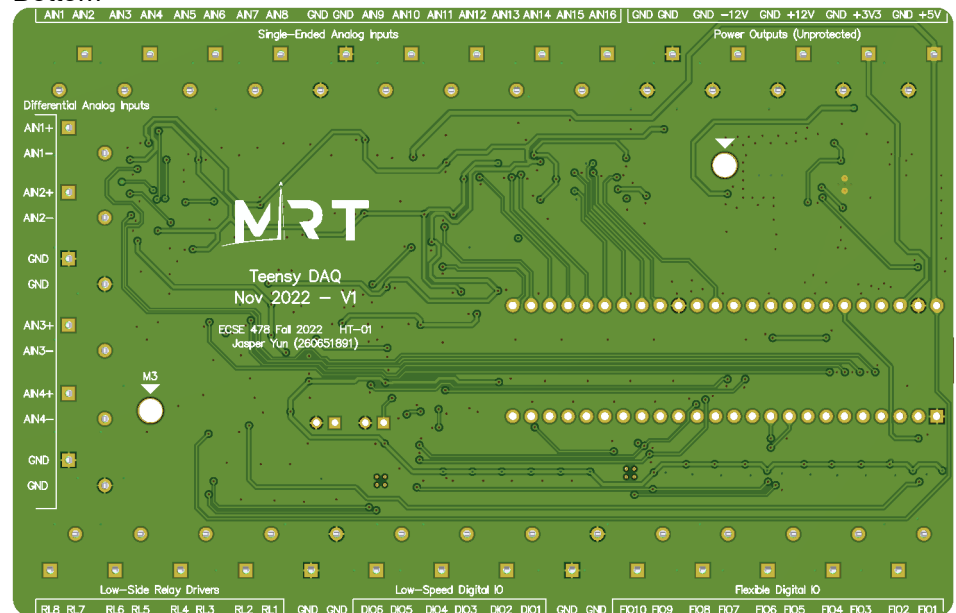 Bottom:
AIN1 AIN2 AIN3 AIN4 AIN5 AIN6 AIN7 AIN8 GND GND AIN9 AIN10 AIN11 AIN12 AIN13 AIN14 AIN15 AIN16 GND GND GND -12V GND +12V GND +3V3 GND +5V
Single-Ended Analog Inputs Power Outputs (Unprotected)
Differential Analog Inputs
AIN1+
AIN1-
AIN2+
AIN2-
GND
GND
AIN3+
AIN3-
AIN4+
AIN4-
GND
GND
MRT
Teensy DAQ
Nov 2022 - V1
ECSE 478 Fall 2022 HT-01
Jasper Yun (260651891)
M3
Low-Side Relay Drivers Low-Speed Digital IO Flexible Digital IO
RL8 RL7 RL6 RL5 RL4 RL3 RL2 RL1 GND GND DIO6 DIO5 DIO4 DIO3 DIO2 DIO1 GND GND FIO10 FIO9 FIO8 FIO7 FIO6 FIO5 FIO4 FIO3 FIO2 FIO1